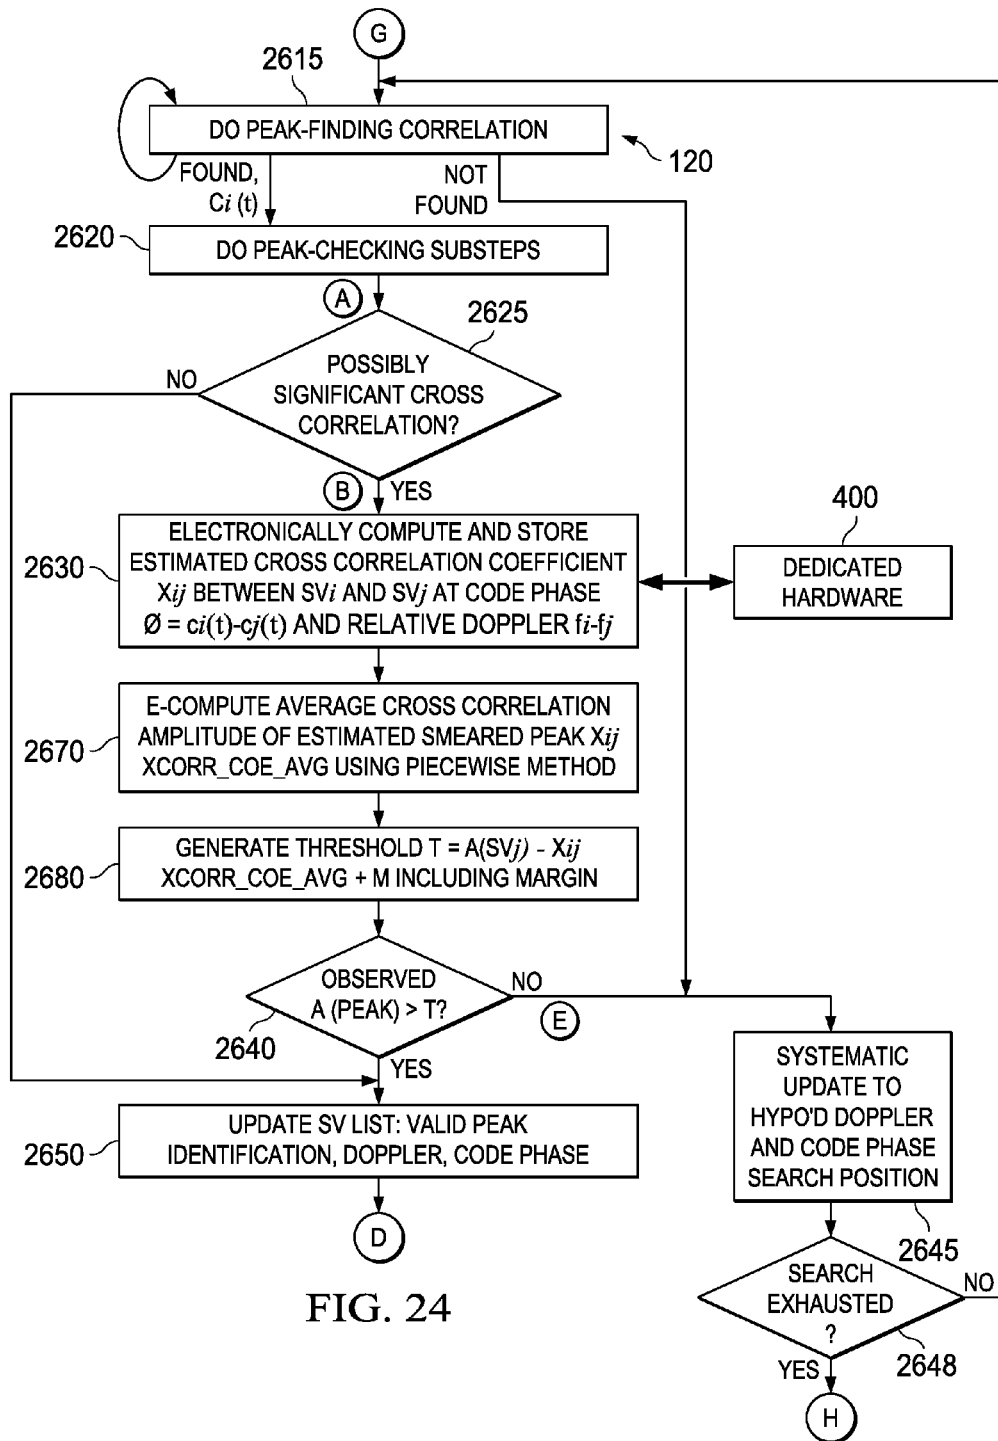 G
2615
DO PEAK-FINDING CORRELATION
120
FOUND,
Ci (t)
NOT
FOUND
2620
DO PEAK-CHECKING SUBSTEPS
A
2625
POSSIBLY
SIGNIFICANT CROSS
CORRELATION?
NO
B
YES
2630
ELECTRONICALLY COMPUTE AND STORE
ESTIMATED CROSS CORRELATION COEFFICIENT
Xij BETWEEN SVi AND SVj AT CODE PHASE
Ø = ci(t)-cj(t) AND RELATIVE DOPPLER fi-fj
400
DEDICATED
HARDWARE
2670
E-COMPUTE AVERAGE CROSS CORRELATION
AMPLITUDE OF ESTIMATED SMEARED PEAK Xij
XCORR_COE_AVG USING PIECEWISE METHOD
2680
GENERATE THRESHOLD T = A(SVj) - Xij
XCORR_COE_AVG + M INCLUDING MARGIN
OBSERVED
A (PEAK) > T?
2640
NO
E
YES
2650
UPDATE SV LIST: VALID PEAK
IDENTIFICATION, DOPPLER, CODE PHASE
D
SYSTEMATIC
UPDATE TO
HYPO'D DOPPLER
AND CODE PHASE
SEARCH POSITION
2645
SEARCH
EXHAUSTED
?
NO
2648
YES
H
FIG. 24